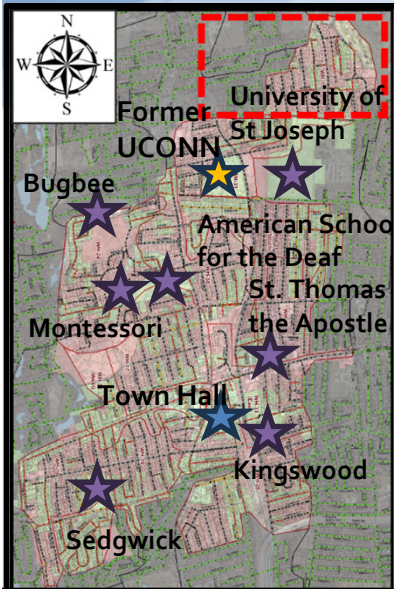 N
W E
S
University of
St Joseph
Former
UCONN
Bugbee
American Schoo
for the Deaf
St. Thomas
the Apostle
Montessori
Town Hall
Kingswood
Sedgwick